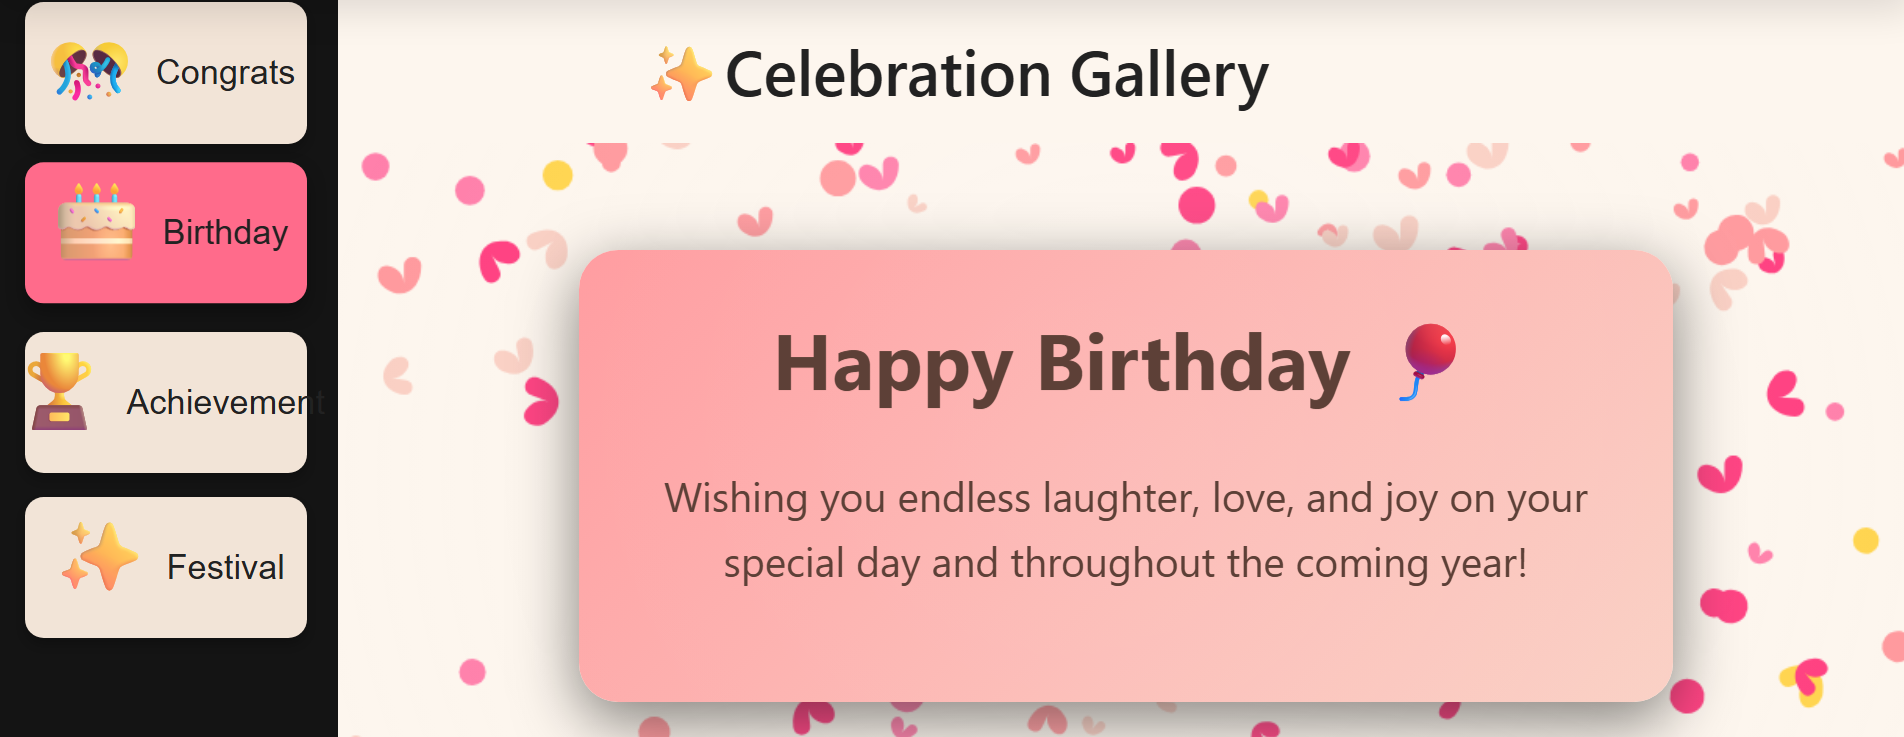 Congrats
Birthday
Achievement
Festival
Celebration Gallery
Happy Birthday
Wishing you endless laughter, love, and joy on your
special day and throughout the coming year!